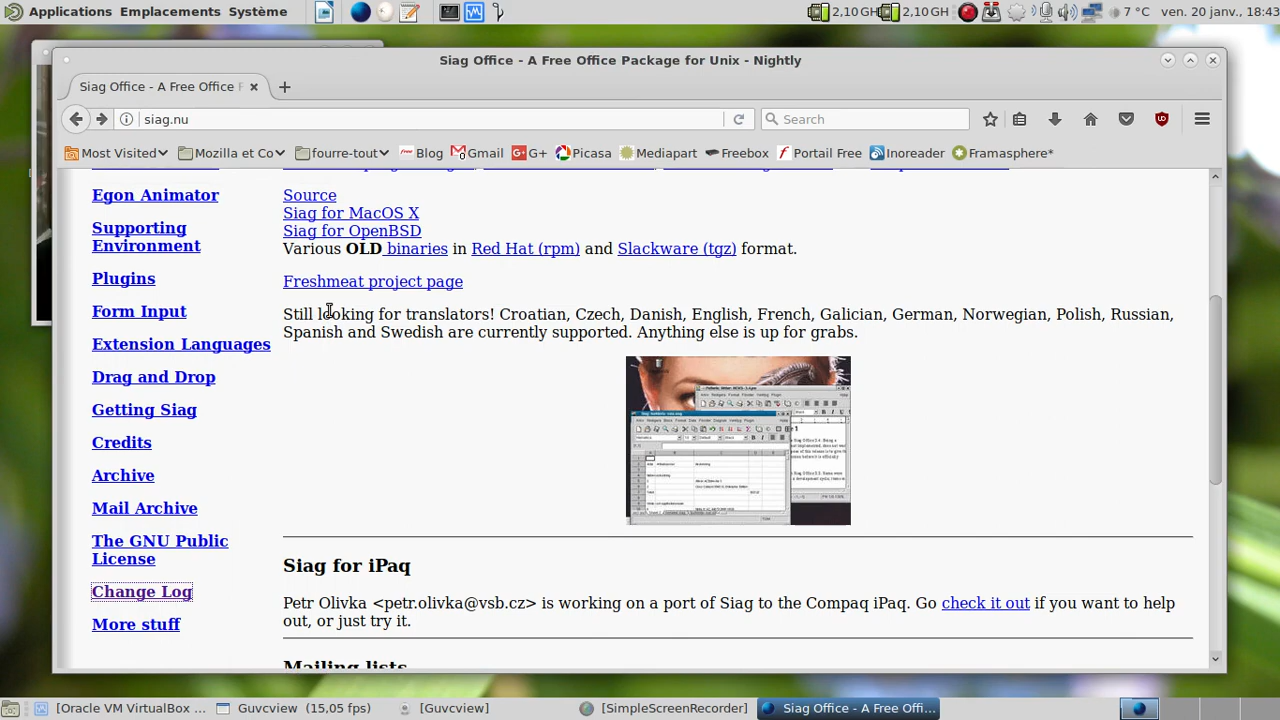 Applications Emplacements Système
2,10 GH 2,10 GH 7 °C ven. 20 janv., 18:43
Siag Office - A Free Office Package for Unix - Nightly
Siag Office - A Free Office F
siag.nu
Search
Most Visited Mozilla et Co fourre-tout Blog Gmail G+ Picasa Mediapart Freebox Portail Free Inoreader Framasphere*
Egon Animator
Supporting
Environment
Plugins
Form Input
Extension Languages
Drag and Drop
Getting Siag
Credits
Archive
Mail Archive
The GNU Public
License
Change Log
More stuff
Source
Siag for MacOS X
Siag for OpenBSD
Various OLD binaries in Red Hat (rpm) and Slackware (tgz) format.
Freshmeat project page
Still looking for translators! Croatian, Czech, Danish, English, French, Galician, German, Norwegian, Polish, Russian,
Spanish and Swedish are currently supported. Anything else is up for grabs.
Siag for iPaq
Petr Olivka <petr.olivka@vsb.cz> is working on a port of Siag to the Compaq iPaq. Go check it out if you want to help
out, or just try it.
Mailing lists
[Oracle VM VirtualBox ... Guvcview (15,05 fps) [Guvcview] [SimpleScreenRecorder] Siag Office - A Free Offi...